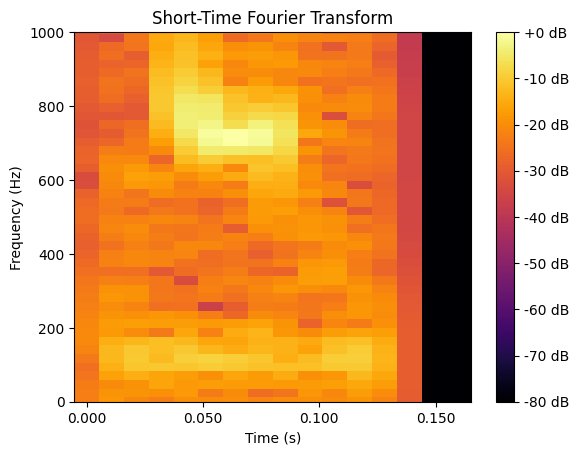 Short-Time Fourier Transform
1000
800
600
400
200
0
Frequency (Hz)
0.000
0.050
0.100
0.150
Time (s)
+0 dB
-10 dB
-20 dB
-30 dB
-40 dB
-50 dB
-60 dB
-70 dB
-80 dB